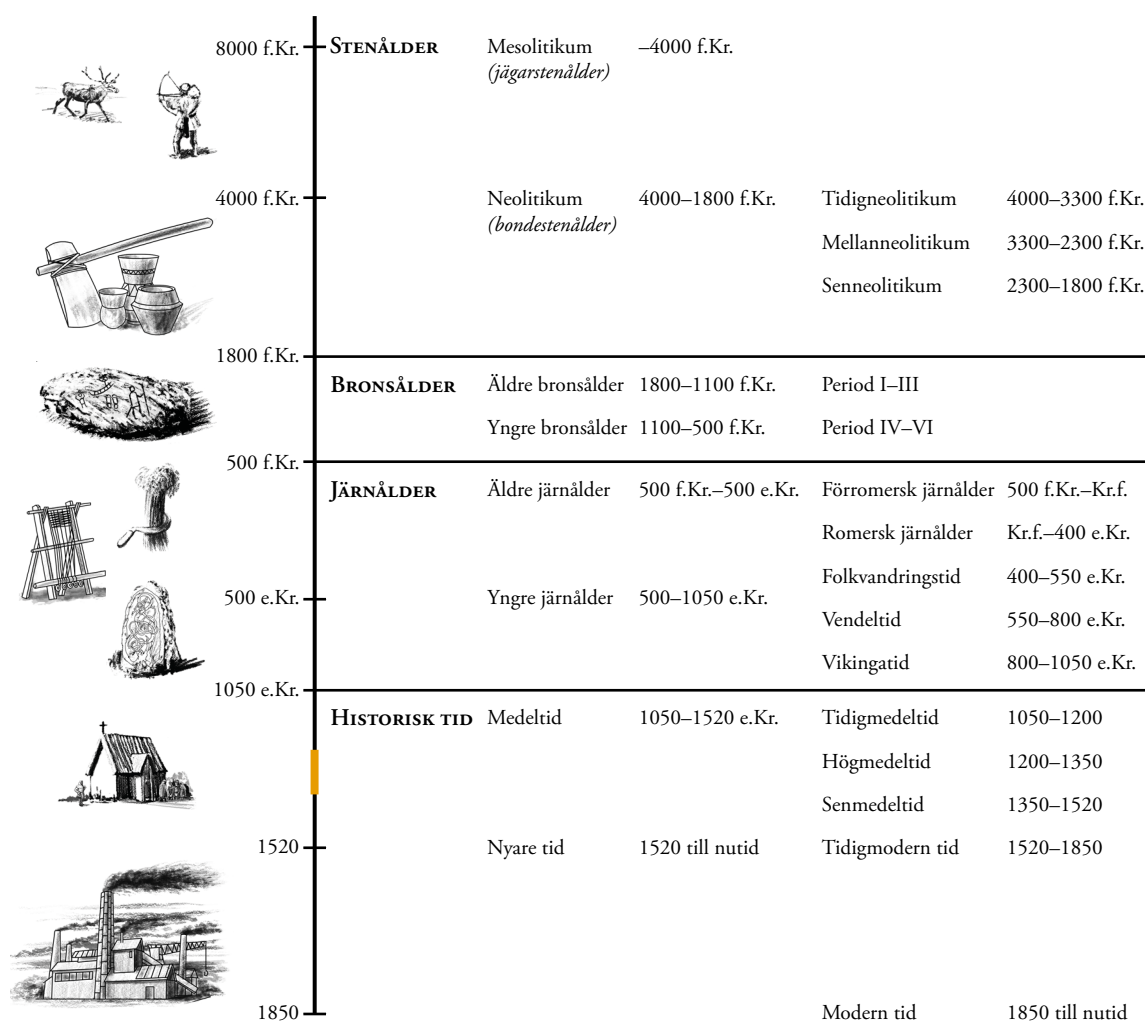 8000 f.Kr. STENÅLDER Mesolitikum –4000 f.Kr.
(jägarstenålder)
4000 f.Kr. Neolitikum 4000–1800 f.Kr. Tidigneolitikum 4000–3300 f.Kr.
(bondestenålder)
Mellanneolitikum 3300–2300 f.Kr.
Senneolitikum 2300–1800 f.Kr.
1800 f.Kr.
BRONSÅLDER Äldre bronsålder 1800–1100 f.Kr. Period I–III
Yngre bronsålder 1100–500 f.Kr. Period IV–VI
500 f.Kr.
JÄRNÅLDER Äldre järnålder 500 f.Kr.–500 e.Kr. Förromersk järnålder 500 f.Kr.–Kr.f.
Romersk järnålder Kr.f.–400 e.Kr.
Folkvandringstid 400–550 e.Kr.
500 e.Kr. Yngre järnålder 500–1050 e.Kr.
Vendeltid 550–800 e.Kr.
Vikingatid 800–1050 e.Kr.
1050 e.Kr.
HISTORISK TID Medeltid 1050–1520 e.Kr. Tidigmedeltid 1050–1200
Högmedeltid 1200–1350
Senmedeltid 1350–1520
1520 Nyare tid 1520 till nutid Tidigmodern tid 1520–1850
1850 Modern tid 1850 till nutid